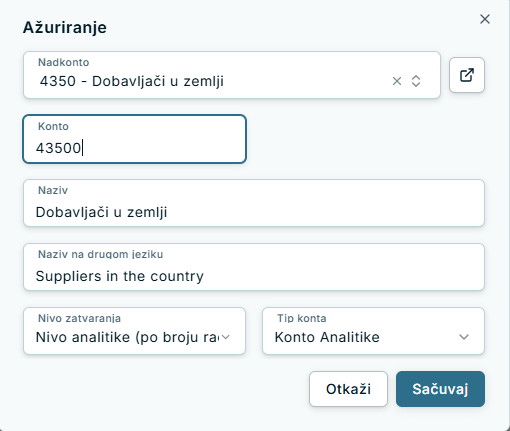 Ažuriranje
Nadkonto
4350 - Dobavljači u zemlji
Konto
43500
Naziv
Dobavljači u zemlji
Naziv na drugom jeziku
Suppliers in the country
Nivo zatvaranja
Tip konta
Nivo analitike (po broju
Konto Analitike
Otkaži
Sačuvaj